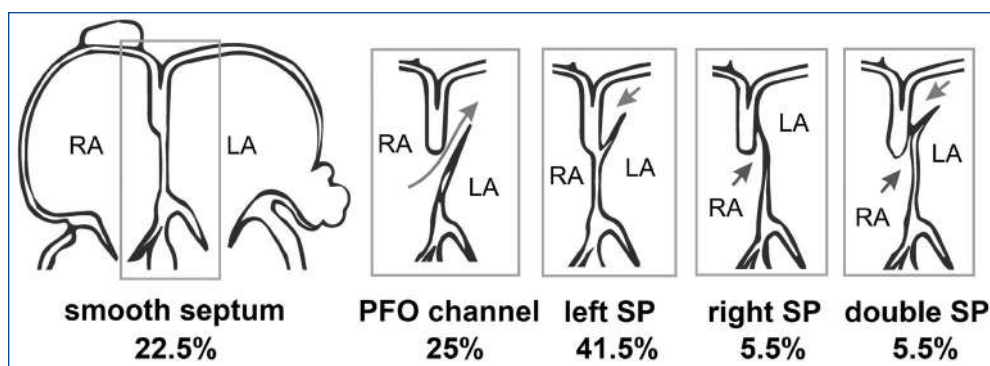 RA
LA
RA
LA
RA
LA
LA
RA
LA
RA
smooth septum
22.5%
PFO channel
25%
left SP
41.5%
right SP
5.5%
double SP
5.5%